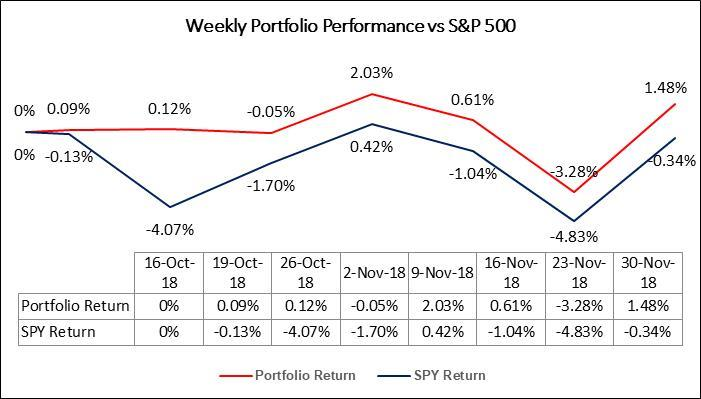 Weekly Portfolio Performance vs S&P 500
2.03%
1.48%
0% 0.09% 0.12% -0.05% 0.61%
0% -0.13% 0.42% -3.28% -0.34%
-1.70% -1.04%
-4.07% -4.83%
16-Oct-18 19-Oct-18 26-Oct-18 2-Nov-18 9-Nov-18 16-Nov-18 23-Nov-18 30-Nov-18
Portfolio Return 0% 0.09% 0.12% -0.05% 2.03% 0.61% -3.28% 1.48%
SPY Return 0% -0.13% -4.07% -1.70% 0.42% -1.04% -4.83% -0.34%
Portfolio Return SPY Return